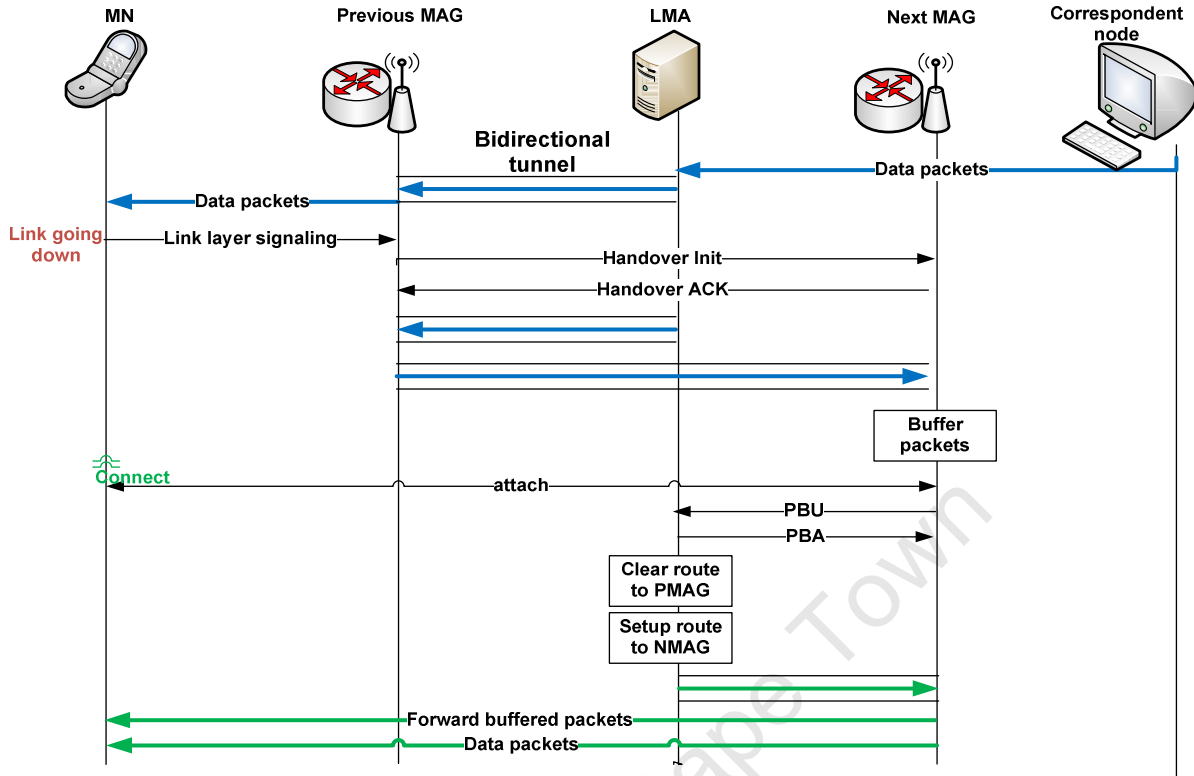 MN
Previous MAG
LMA
Next MAG
Correspondent
node
Bidirectional
tunnel
Data packets
Data packets
Link going
down
Link layer signaling
Handover Init
Handover ACK
Buffer
packets
Connect
attach
PBU
PBA
Clear route
to PMAG
Setup route
to NMAG
Forward buffered packets
Data packets
ape Town